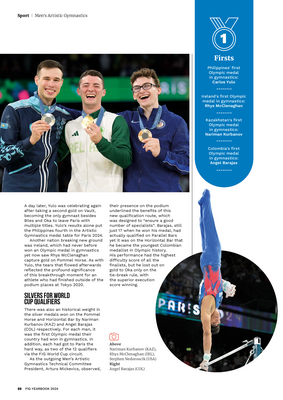 Sport | Men's Artistic Gymnastics
1
Firsts
Philippines' first
Olympic medal
in gymnastics:
Carlos Yulo
Ireland's first Olympic
medal in gymnastics:
Rhys McClenaghan
Kazakhstan's first
Olympic medal
in gymnastics:
Nariman Kurbanov
Colombia's first
Olympic medal
in gymnastics:
Angel Barajas
A day later, Yulo was celebrating again
after taking a second gold on Vault,
becoming the only gymnast besides
Biles and Oka to leave Paris with
multiple titles. Yulo's results alone put
the Philippines fourth in the Artistic
Gymnastics medal table for Paris 2024.
Another nation breaking new ground
was Ireland, which had never before
won an Olympic medal in gymnastics
yet now saw Rhys McClenaghan
capture gold on Pommel Horse. As with
Yulo, the tears that flowed afterwards
reflected the profound significance
of this breakthrough moment for an
athlete who had finished outside of the
podium places at Tokyo 2020.
SILVERS FOR WORLD
CUP QUALIFIERS
There was also an historical weight in
the silver medals won on the Pommel
Horse and Horizontal Bar by Nariman
Kurbanov (KAZ) and Angel Barajas
(COL) respectively. For each man, it
was the first Olympic medal their
country had won in gymnastics. In
addition, each had got to Paris the
hard way, as two of the 12 qualifiers
via the FIG World Cup circuit.
As the outgoing Men's Artistic
Gymnastics Technical Committee
President, Arturs Mickevics, observed,
their presence on the podium
underlined the benefits of this
new qualification route, which
was designed to "ensure a good
number of specialists". Barajas, still
just 17 when he won his medal, had
actually qualified on Parallel Bars
yet it was on the Horizontal Bar that
he became the youngest Colombian
medallist in Olympic history.
His performance had the highest
difficulty score of all the
finalists, but he lost out on
gold to Oka only on the
tie-break rule, with
the superior execution
score winning.
Above
Nariman Kurbanov (KAZ),
Rhys McClenaghan (IRL),
Stephen Nedoroscik (USA)
Right
Angel Barajas (COL)
PARIS
FIG YEARBOOK 2024